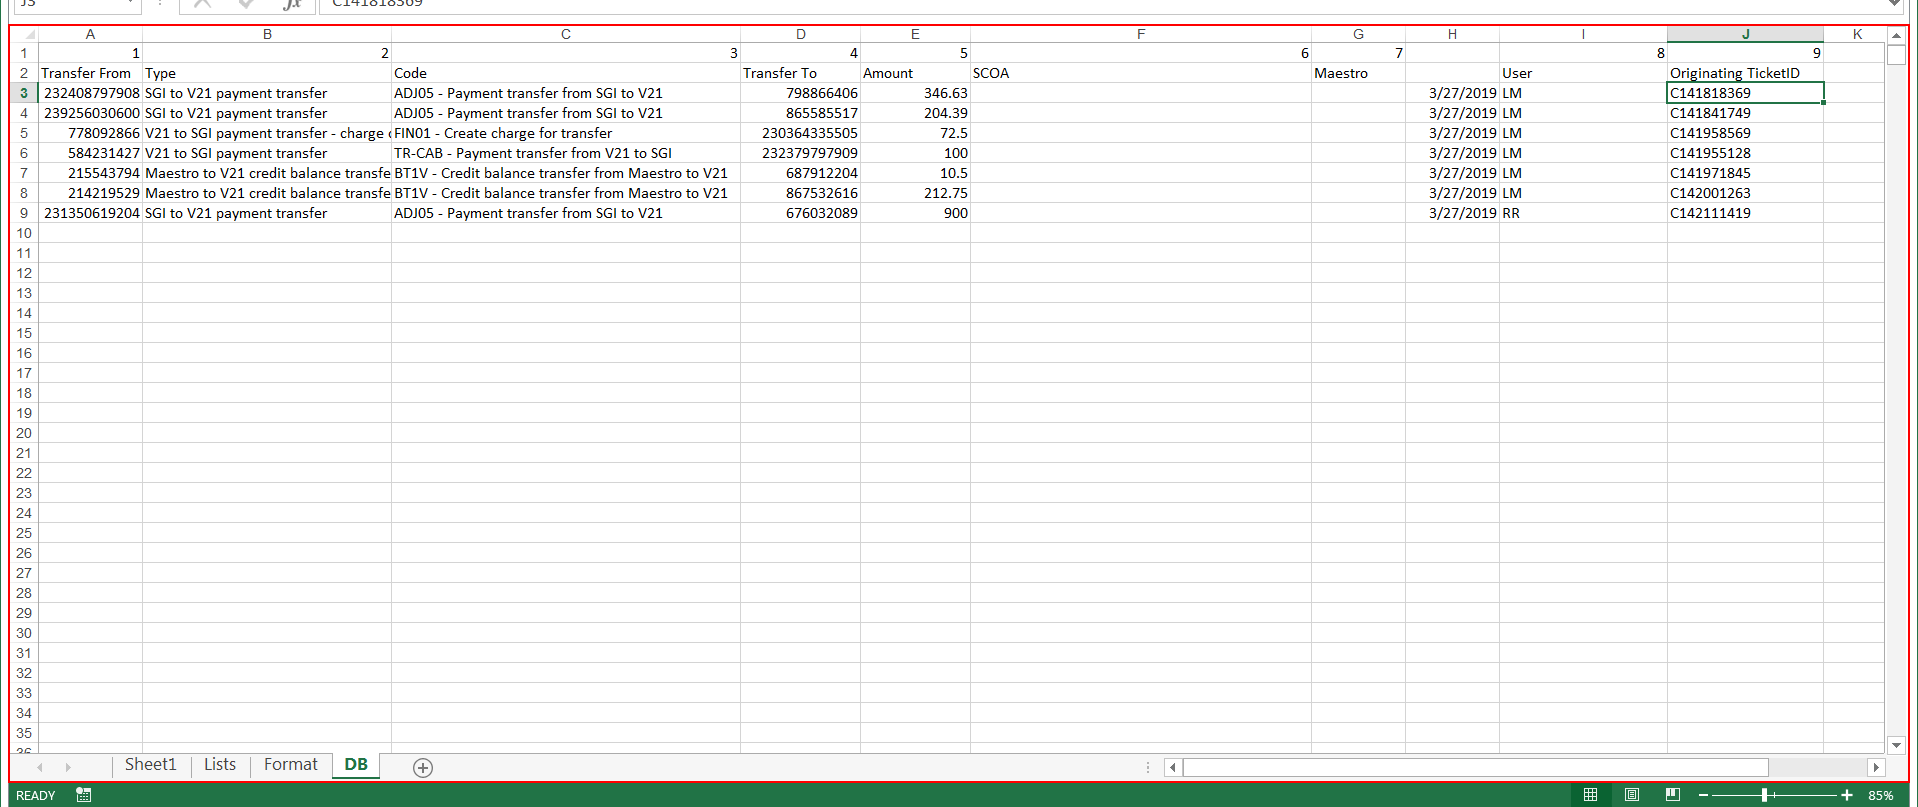 J3 fx C141818369
A B C D E F G H I J K
1 1 2 3 4 5 6 7 8 9
2 Transfer From Type Code Transfer To Amount SCOA Maestro User Originating TicketID
3 232408797908 SGI to V21 payment transfer ADJ05 - Payment transfer from SGI to V21 798866406 346.63 3/27/2019 LM C141818369
4 239256030600 SGI to V21 payment transfer ADJ05 - Payment transfer from SGI to V21 865585517 204.39 3/27/2019 LM C141841749
5 778092866 V21 to SGI payment transfer - charge FIN01 - Create charge for transfer 230364335505 72.5 3/27/2019 LM C141958569
6 584231427 V21 to SGI payment transfer TR-CAB - Payment transfer from V21 to SGI 232379797909 100 3/27/2019 LM C141955128
7 215543794 Maestro to V21 credit balance transfe BT1V - Credit balance transfer from Maestro to V21 687912204 10.5 3/27/2019 LM C141971845
8 214219529 Maestro to V21 credit balance transfe BT1V - Credit balance transfer from Maestro to V21 867532616 212.75 3/27/2019 LM C142001263
9 231350619204 SGI to V21 payment transfer ADJ05 - Payment transfer from SGI to V21 676032089 900 3/27/2019 RR C142111419
10
11
12
13
14
15
16
17
18
19
20
21
22
23
24
25
26
27
28
29
30
31
32
33
34
35
36
Sheet1 Lists Format DB
READY 85%